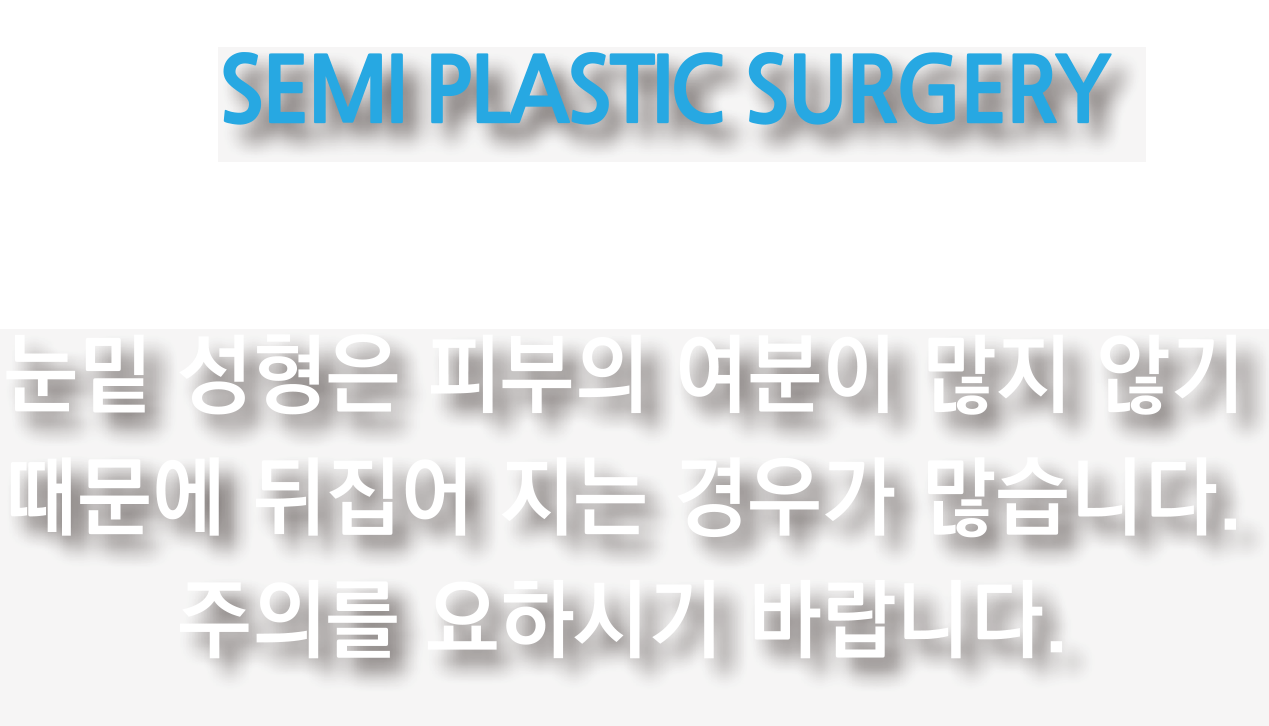 SEMI PLASTIC SURGERY
눈밑 성형은 피부의 여분이 많지 않기
때문에 뒤집어 지는 경우가 많습니다.
주의를 요하시기 바랍니다.